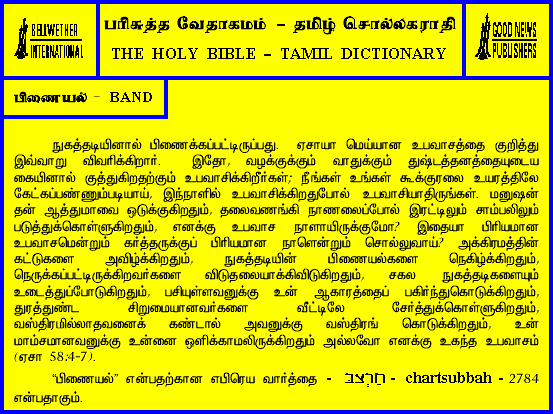 BELLWETHER
INTERNATIONAL
பரிசுத்த வேதாகமம் – தமிழ் சொல்லகராதி
THE HOLY BIBLE – TAMIL DICTIONARY
GOOD NEWS
PUBLISHERS
பிணையல் – BAND
நுகத்தடியினால் பிணைக்கப்பட்டிருப்பது. ஏசாயா மெய்யான உபவாசத்தை குறித்து
இவ்வாறு விவரிக்கிறார். இதோ, வழக்குக்கும் வாதுக்கும் துஷ்டத்தனத்தையுடைய
கையினால் குத்துகிறதற்கும் உபவாசிக்கிறீர்கள்; நீங்கள் உங்கள் கூக்குரலை உயரத்திலே
கேட்கப்பண்ணும்படியாய், இந்நாளில் உபவாசிக்கிறதுபோல் உபவாசியாதிருங்கள். மனுஷன்
தன் ஆத்துமாவை ஒடுக்குகிறதும், தலைவணங்கி நாணலைப்போல் இரட்டிலும் சாம்பலிலும்
படுத்துக்கொள்ளுகிறதும், எனக்கு உபவாச நாளாயிருக்குமோ? இதையா பிரியமான
உபவாசமென்றும் கர்த்தருக்குப் பிரியமான நாளென்றும் சொல்லுவாய்? அக்கிரமத்தின்
கட்டுகளை அவிழ்க்கிறதும், நுகத்தடியின் பிணையல்களை நெகிழ்க்கிறதும்,
நெருக்கப்பட்டிருக்கிறவர்களை விடுதலையாக்கிவிடுகிறதும், சகல நுகத்தடிகளையும்
உடைத்துப்போடுகிறதும், பசியுள்ளவனுக்கு உன் ஆகாரத்தைப் பகிர்ந்துகொடுக்கிறதும்,
துரத்துண்ட சிறுமையானவர்களை வீட்டிலே சேர்த்துக்கொள்ளுகிறதும்,
வஸ்திரமில்லாதவனைக் கண்டால் அவனுக்கு வஸ்திரங் கொடுக்கிறதும், உன்
மாம்சமானவனுக்கு உன்னை ஒளிக்காமலிருக்கிறதும் அல்லவோ எனக்கு உகந்த உபவாசம்
(ஏசா 58:4-7).
“பிணையல்” என்பதற்கான எபிரெய வார்த்தை - חַרְצֹב - chartsubbah - 2784
என்பதாகும்.